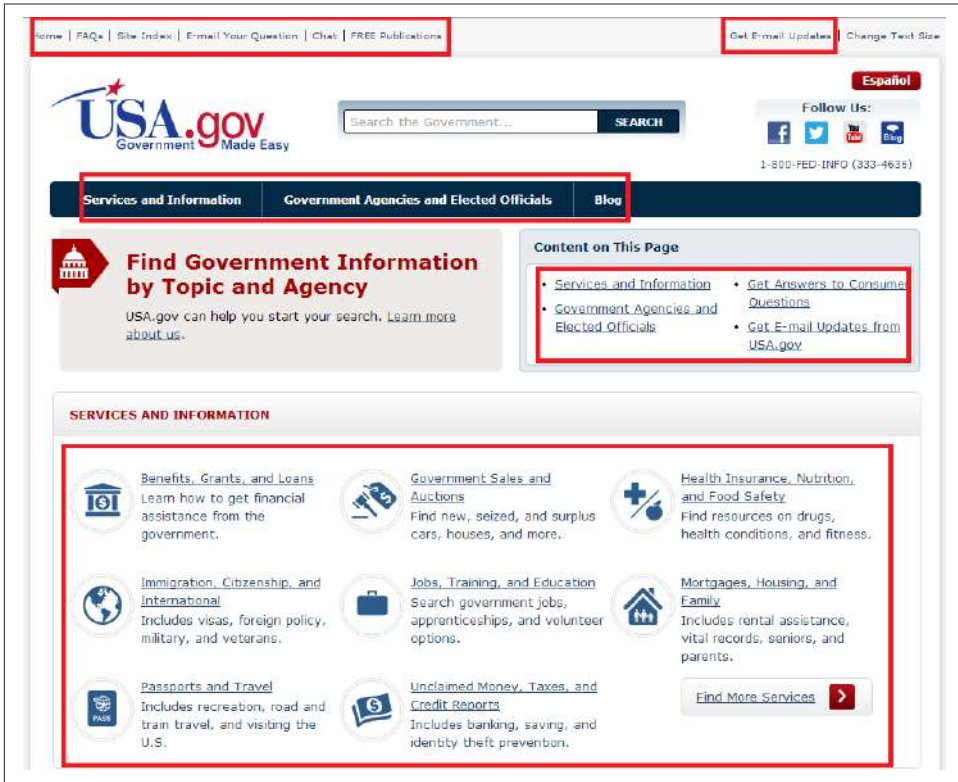 Home | FAQs | Site Index | E-mail Your Question | Chat | FREE Publications
Get E-mail Updates | Change Text Size
Español
USA.gov
Government Made Easy
Search the Government...
SEARCH
Follow Us:
You Tube
Blog
1-800-FED-INFO (333-4636)
Services and Information
Government Agencies and Elected Officials
Blog
Find Government Information
by Topic and Agency
USA.gov can help you start your search. Learn more
about us.
Content on This Page
• Services and Information
• Government Agencies and
Elected Officials
• Get Answers to Consumer
Questions
• Get E-mail Updates from
USA.gov
SERVICES AND INFORMATION
Benefits, Grants, and Loans
Learn how to get financial
assistance from the
government.
Government Sales and
Auctions
Find new, seized, and surplus
cars, houses, and more.
Health Insurance, Nutrition,
and Food Safety
Find resources on drugs,
health conditions, and fitness.
Immigration, Citizenship, and
International
Includes visas, foreign policy,
military, and veterans.
Jobs, Training, and Education
Search government jobs,
apprenticeships, and volunteer
options.
Mortgages, Housing, and
Family
Includes rental assistance,
vital records, seniors, and
parents.
PASS
Passports and Travel
Includes recreation, road and
train travel, and visiting the
U.S.
Unclaimed Money, Taxes, and
Credit Reports
Includes banking, saving, and
identity theft prevention.
Find More Services